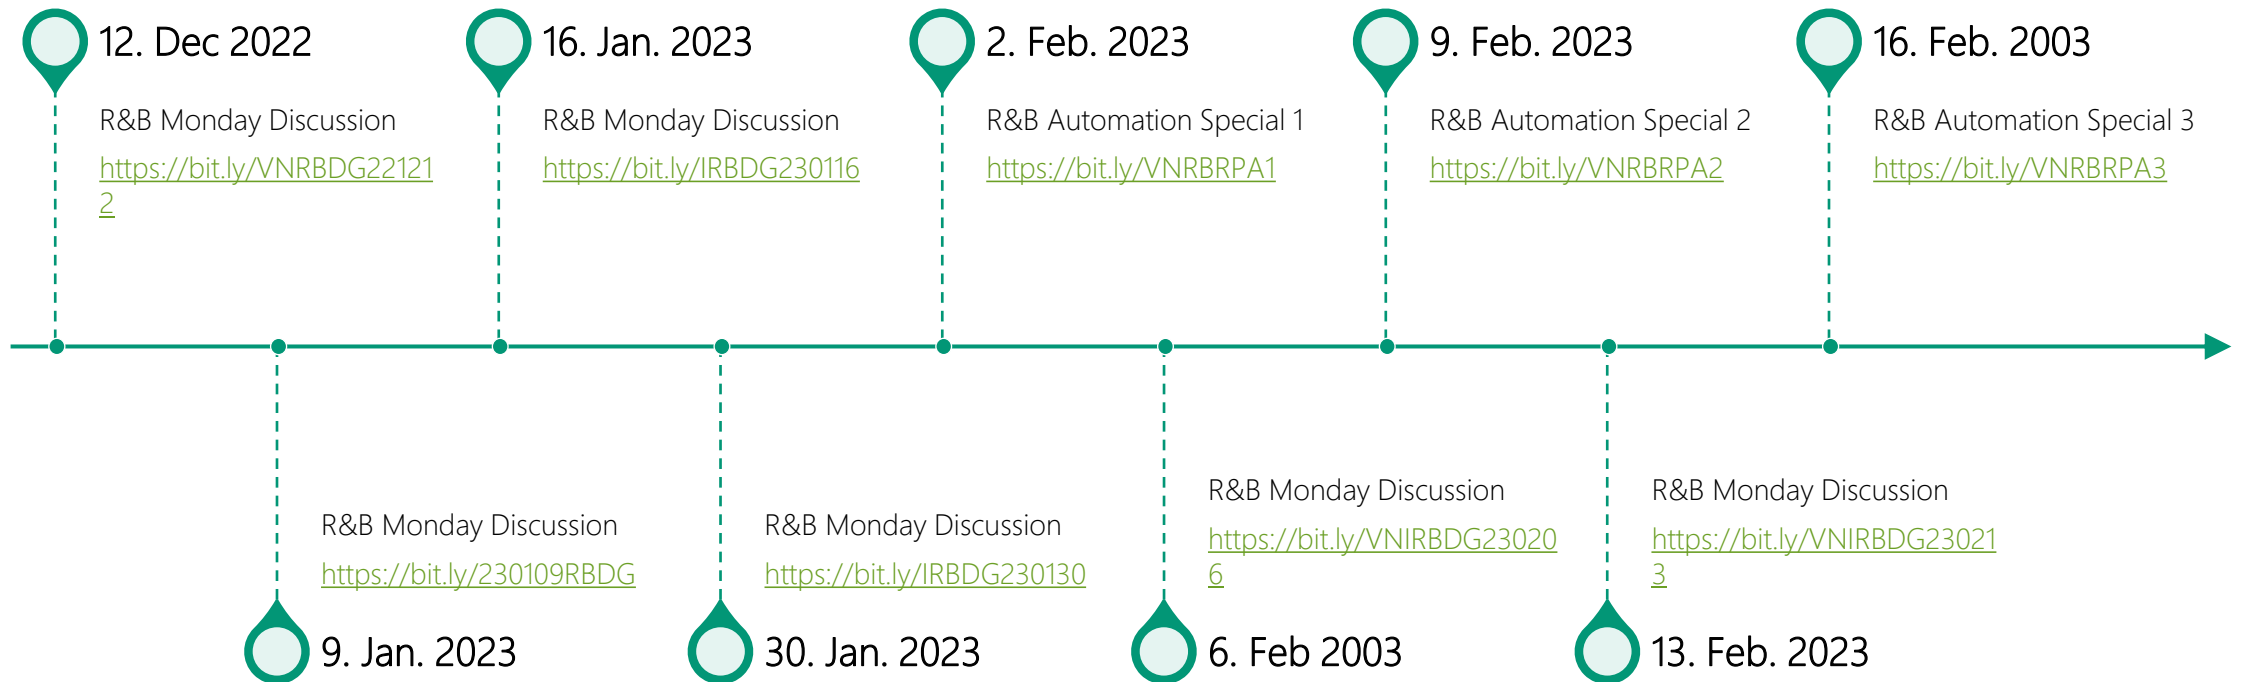 12. Dec 2022
R&B Monday Discussion
https://bit.ly/VNRBDG22121
2
16. Jan. 2023
R&B Monday Discussion
https://bit.ly/IRBDG230116
2. Feb. 2023
R&B Automation Special 1
https://bit.ly/VNRBRPA1
9. Feb. 2023
R&B Automation Special 2
https://bit.ly/VNRBRPA2
16. Feb. 2003
R&B Automation Special 3
https://bit.ly/VNRBRPA3
R&B Monday Discussion
https://bit.ly/230109RBDG
9. Jan. 2023
R&B Monday Discussion
https://bit.ly/IRBDG230130
30. Jan. 2023
R&B Monday Discussion
https://bit.ly/VNIRBDG23020
6
6. Feb 2003
R&B Monday Discussion
https://bit.ly/VNIRBDG23021
3
13. Feb. 2023